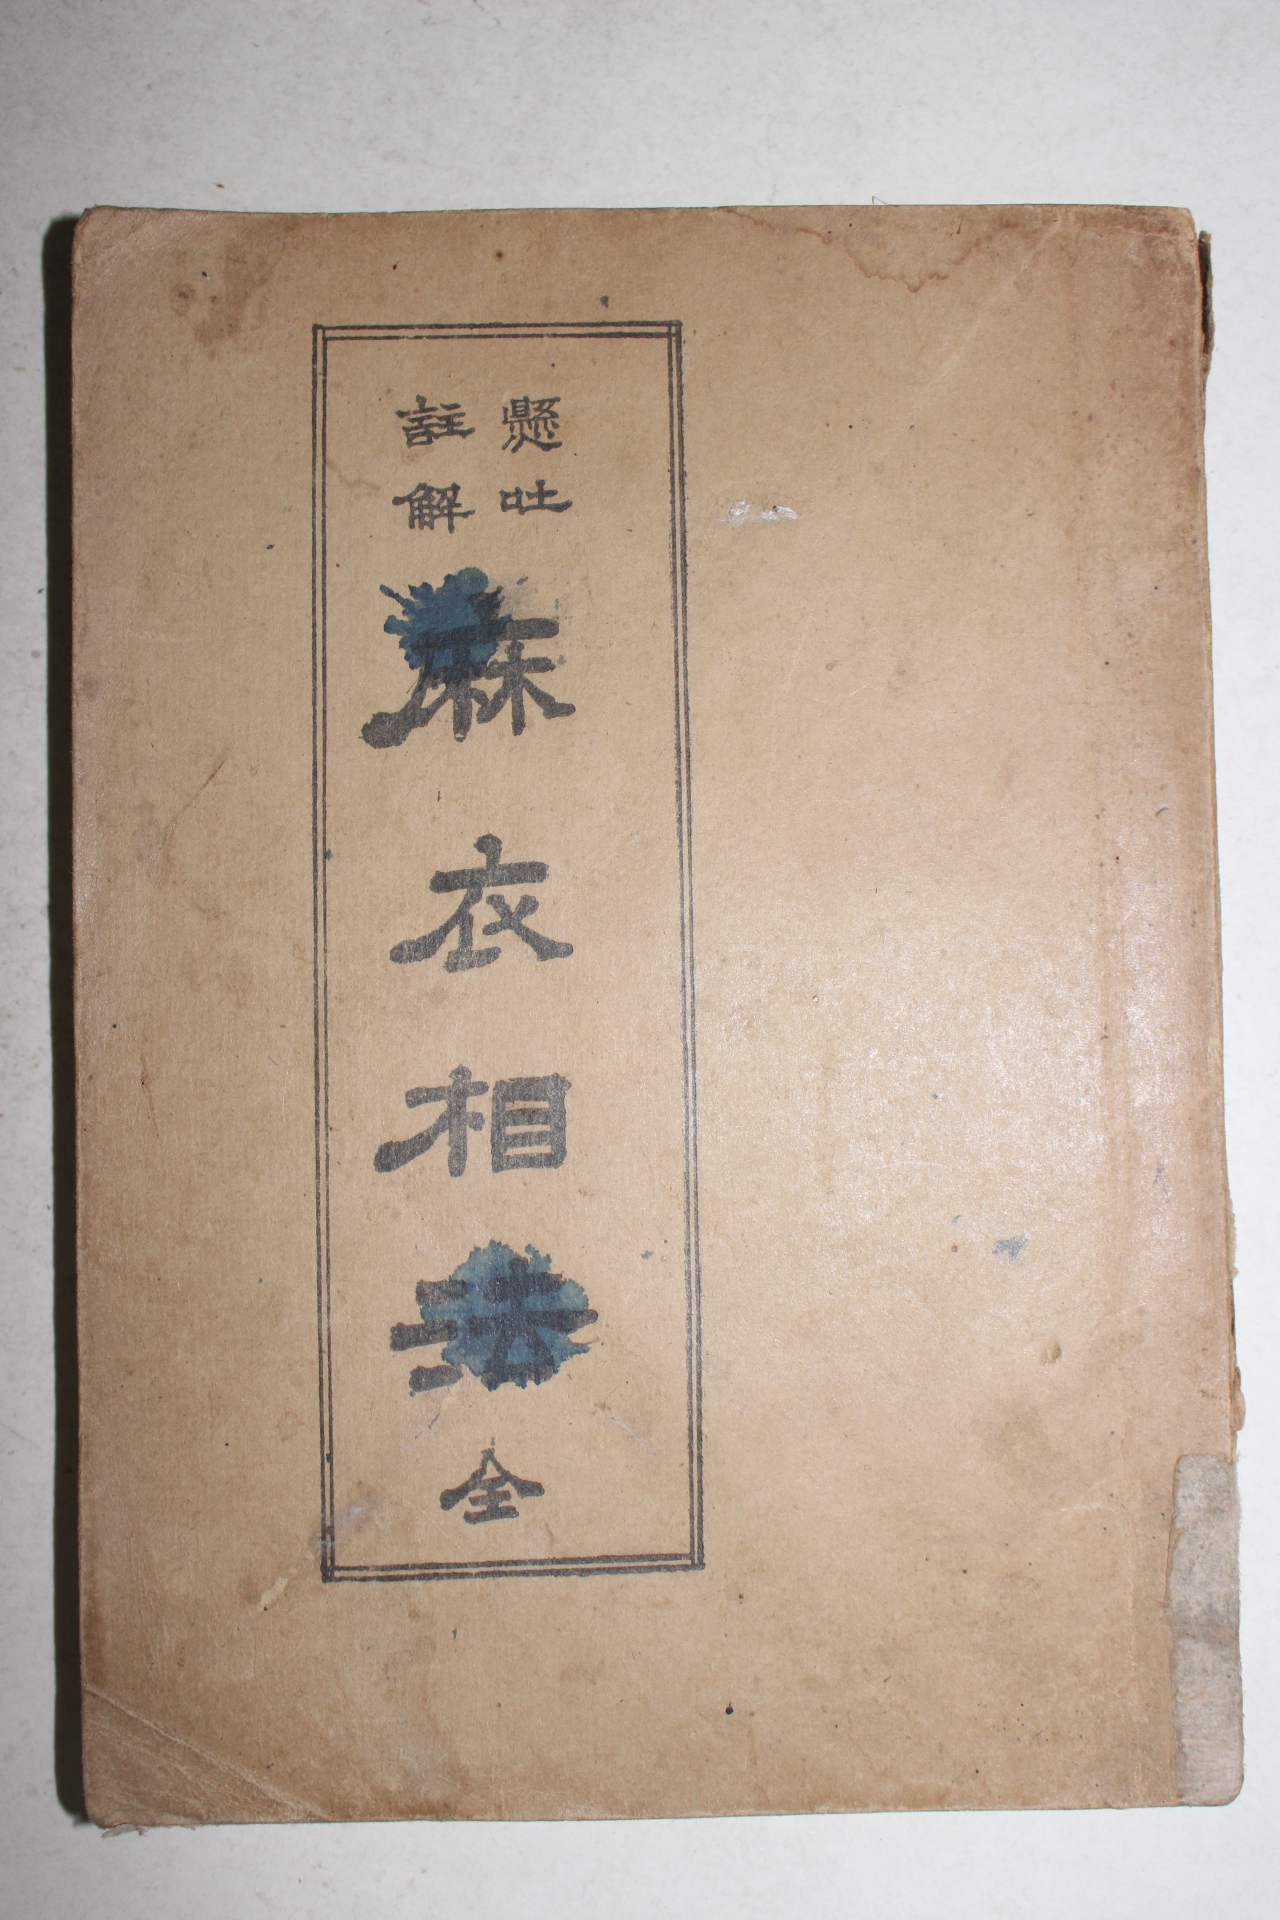 懸吐
註解
麻衣相法 全